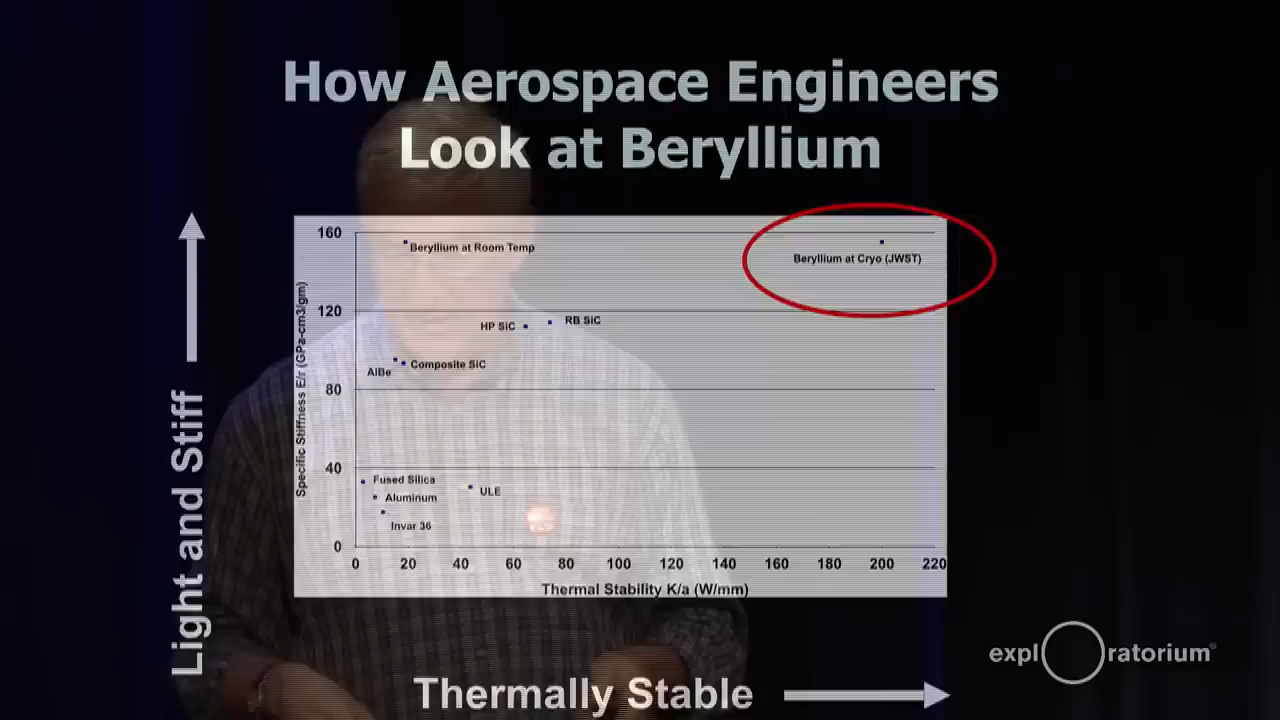 How Aerospace Engineers
Look at Beryllium
Light and Stiff
Specific Stiffness E/r (GPa-cm3/gm)
160
120
80
40
0
Beryllium at Room Temp
Beryllium at Cryo (JWST)
HP SiC
RB SiC
AlBe
Composite SiC
Fused Silica
Aluminum
ULE
Invar 36
0 20 40 60 80 100 120 140 160 180 200 220
Thermal Stability K/a (W/mm)
Thermally Stable
expl ratorium®